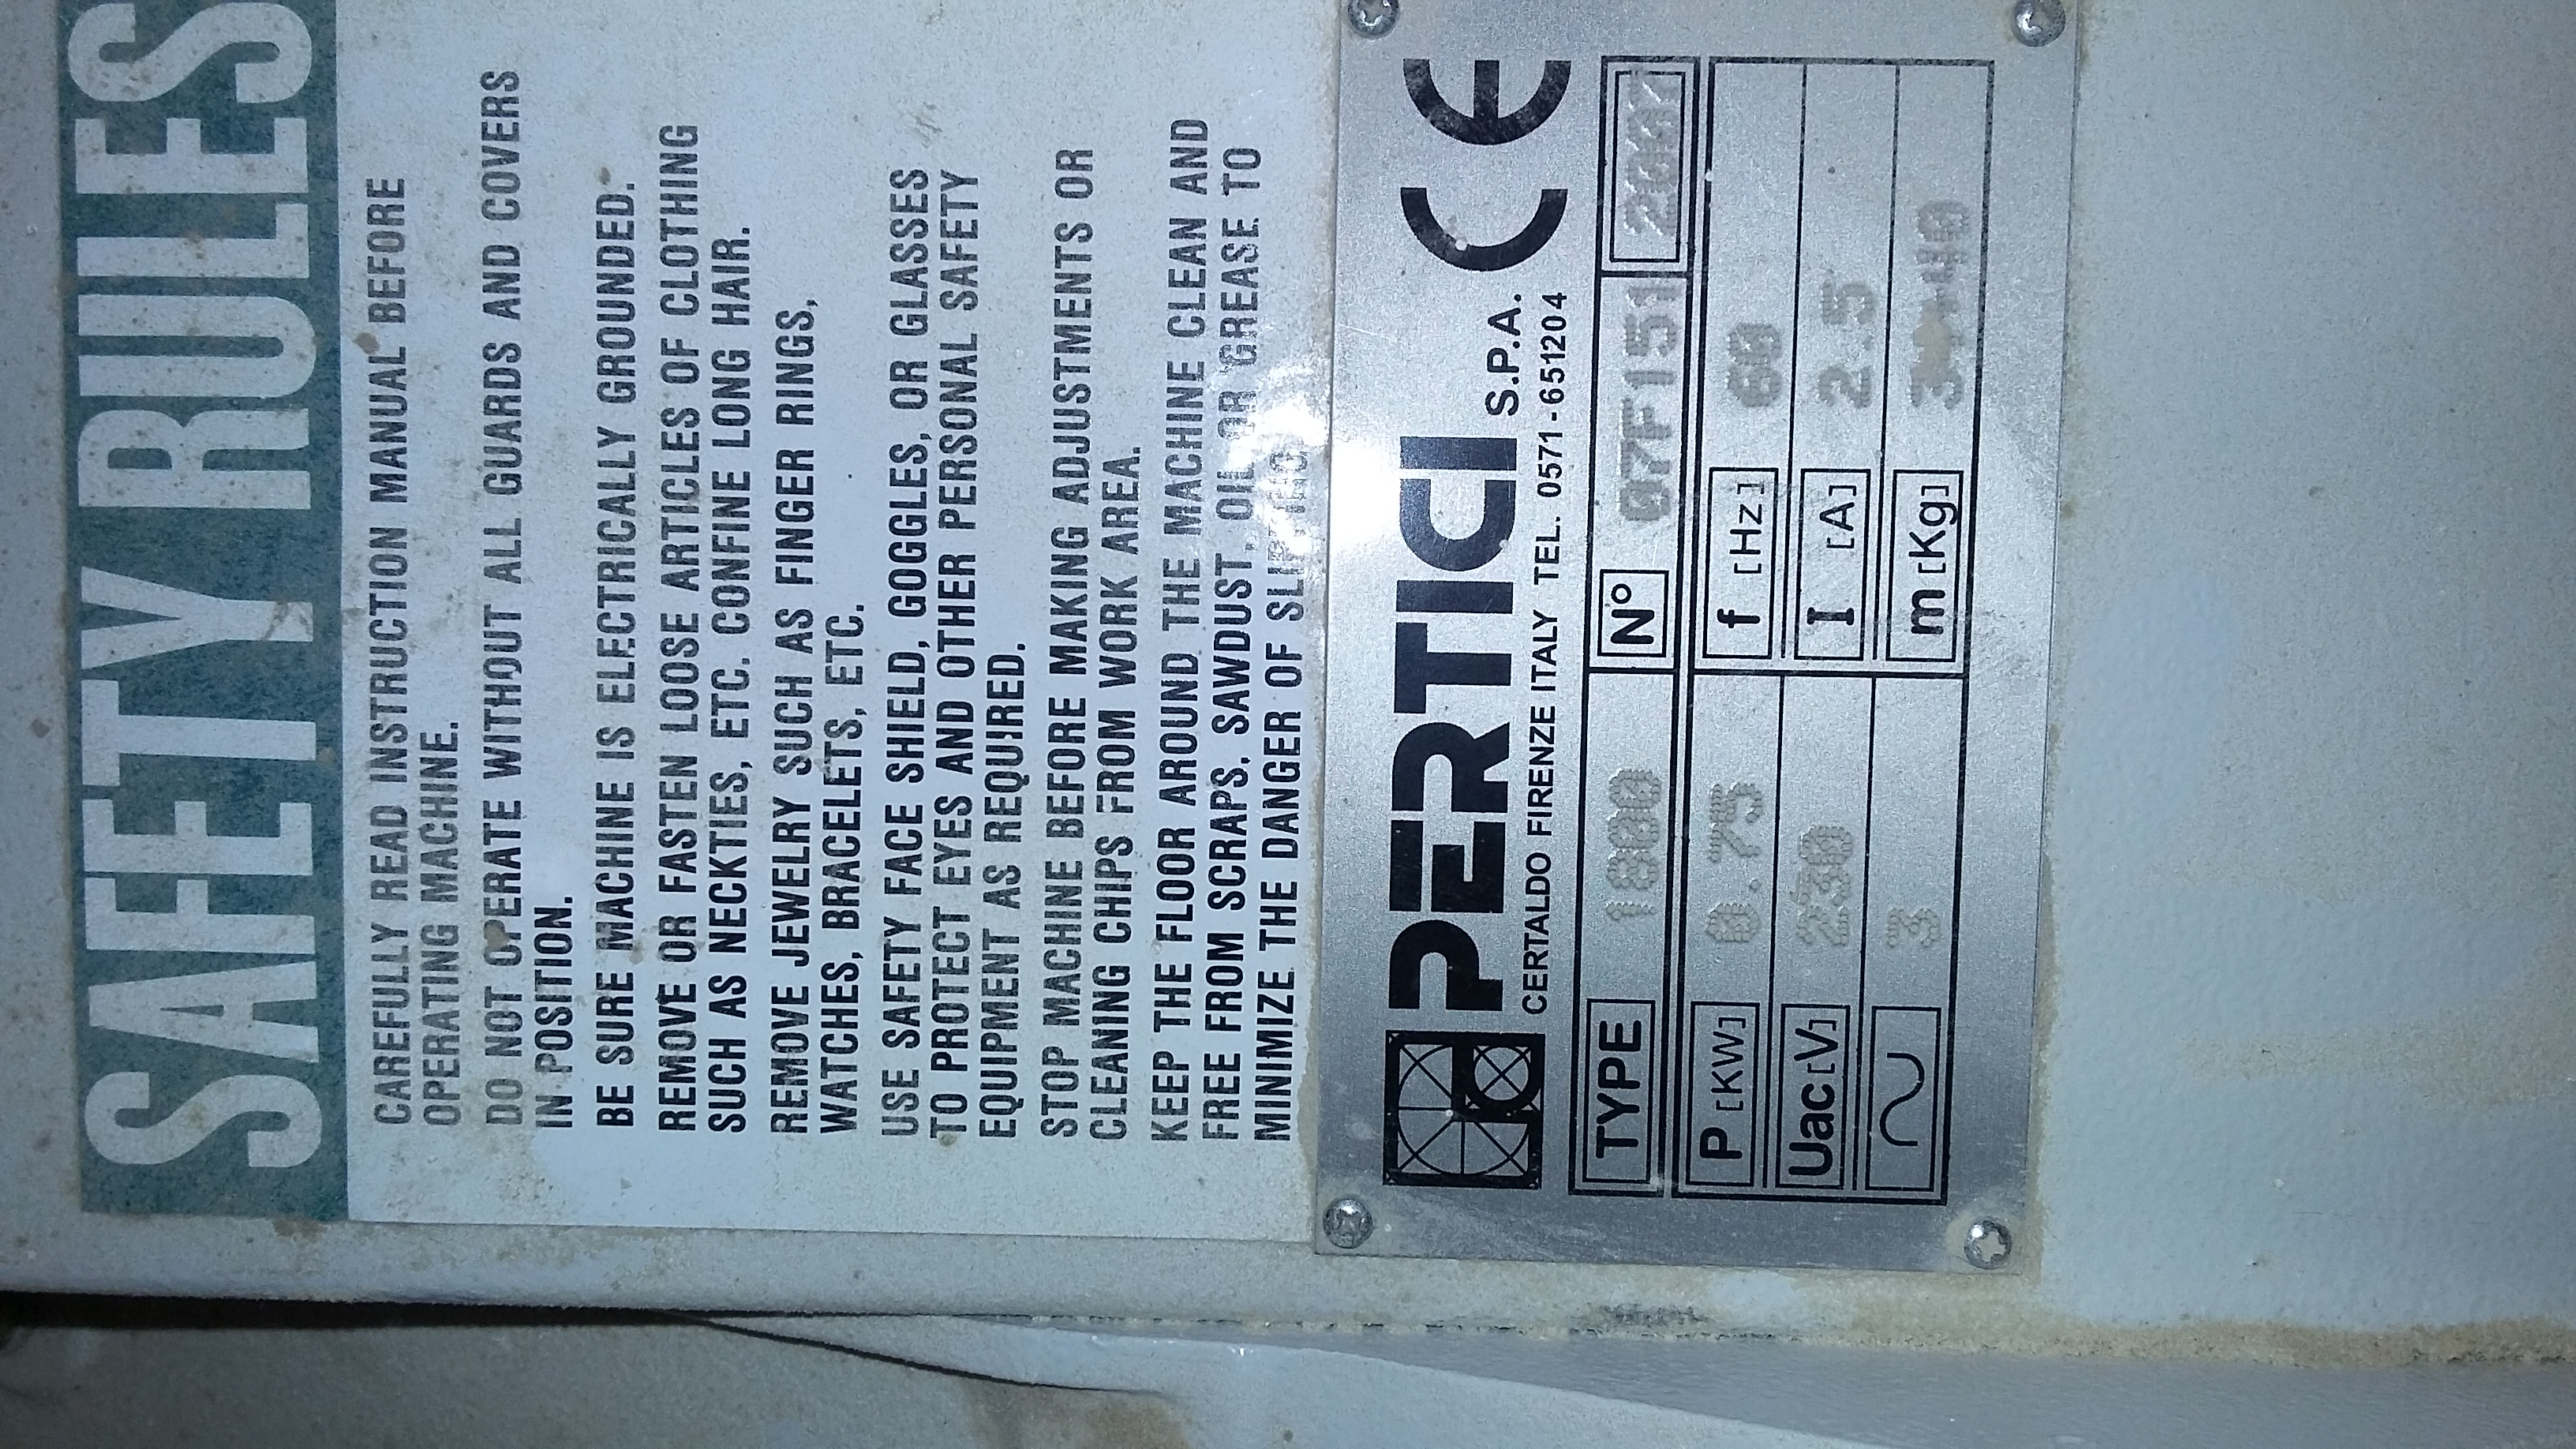 SAFETY RULES
CAREFULLY READ INSTRUCTION MANUAL BEFORE
OPERATING MACHINE.
DO NOT OPERATE WITHOUT ALL GUARDS AND COVERS
IN POSITION.
BE SURE MACHINE IS ELECTRICALLY GROUNDED.
REMOVE OR FASTEN LOOSE ARTICLES OF CLOTHING
SUCH AS NECKTIES, ETC. CONFINE LONG HAIR.
REMOVE JEWELRY SUCH AS FINGER RINGS,
WATCHES, BRACELETS, ETC.
USE SAFETY FACE SHIELD, GOGGLES, OR GLASSES
TO PROTECT EYES AND OTHER PERSONAL SAFETY
EQUIPMENT AS REQUIRED.
STOP MACHINE BEFORE MAKING ADJUSTMENTS OR
CLEANING CHIPS FROM WORK AREA.
KEEP THE FLOOR AROUND THE MACHINE CLEAN AND
FREE FROM SCRAPS, SAWDUST, OIL OR GREASE TO
MINIMIZE THE DANGER OF
PERTICI S.P.A. CE
CERTALDO FIRENZE ITALY TEL. 0571-651204
TYPE 1800 N° 07F151 2007
P [KW] 0.75 f [Hz] 60
Uac[V] 230 I [A] 2.5
~ 3 m[Kg]